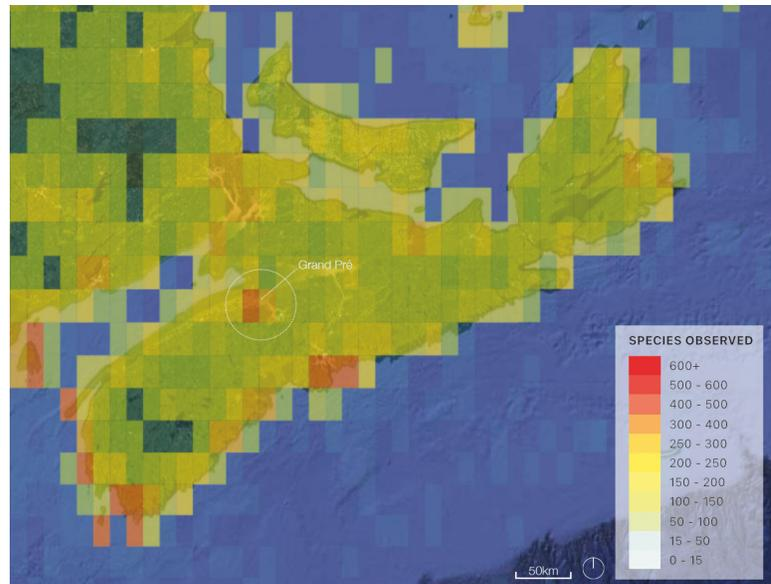 Grand Pré
SPECIES OBSERVED
600+
500 - 600
400 - 500
300 - 400
250 - 300
200 - 250
150 - 200
100 - 150
50 - 100
15 - 50
0 - 15
50km